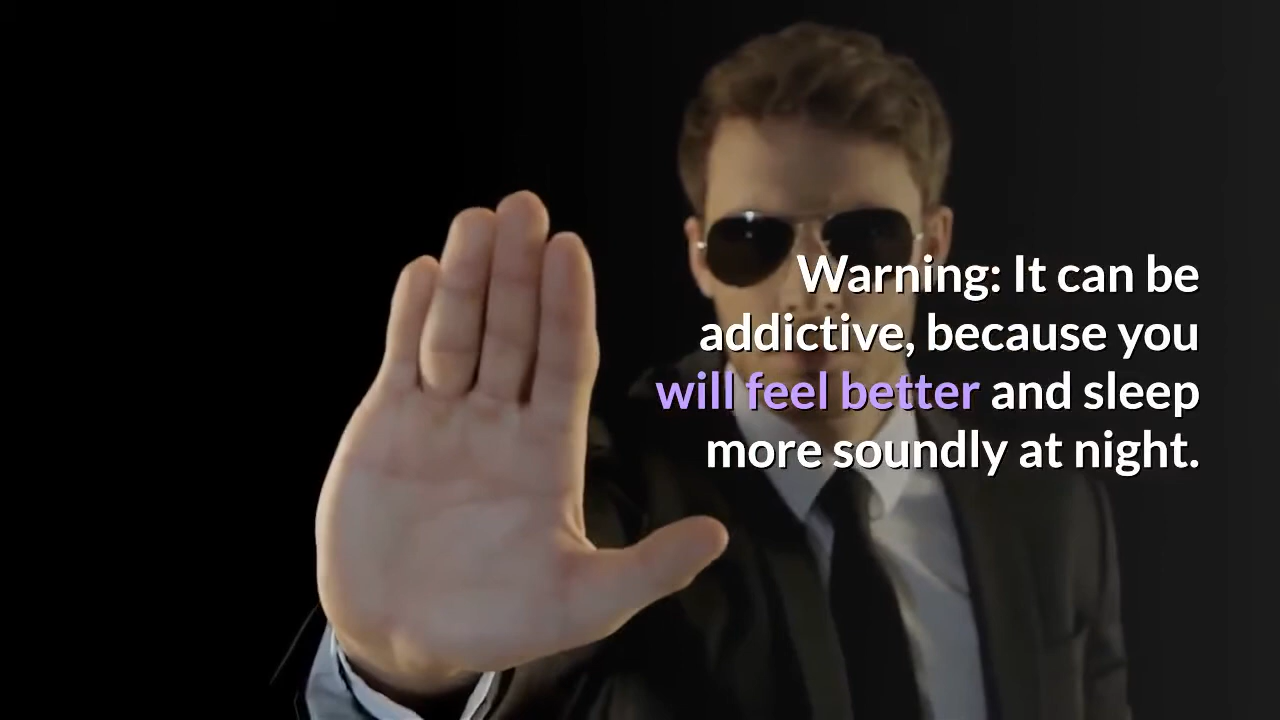 Warning: It can be
addictive, because you
will feel better and sleep
more soundly at night.